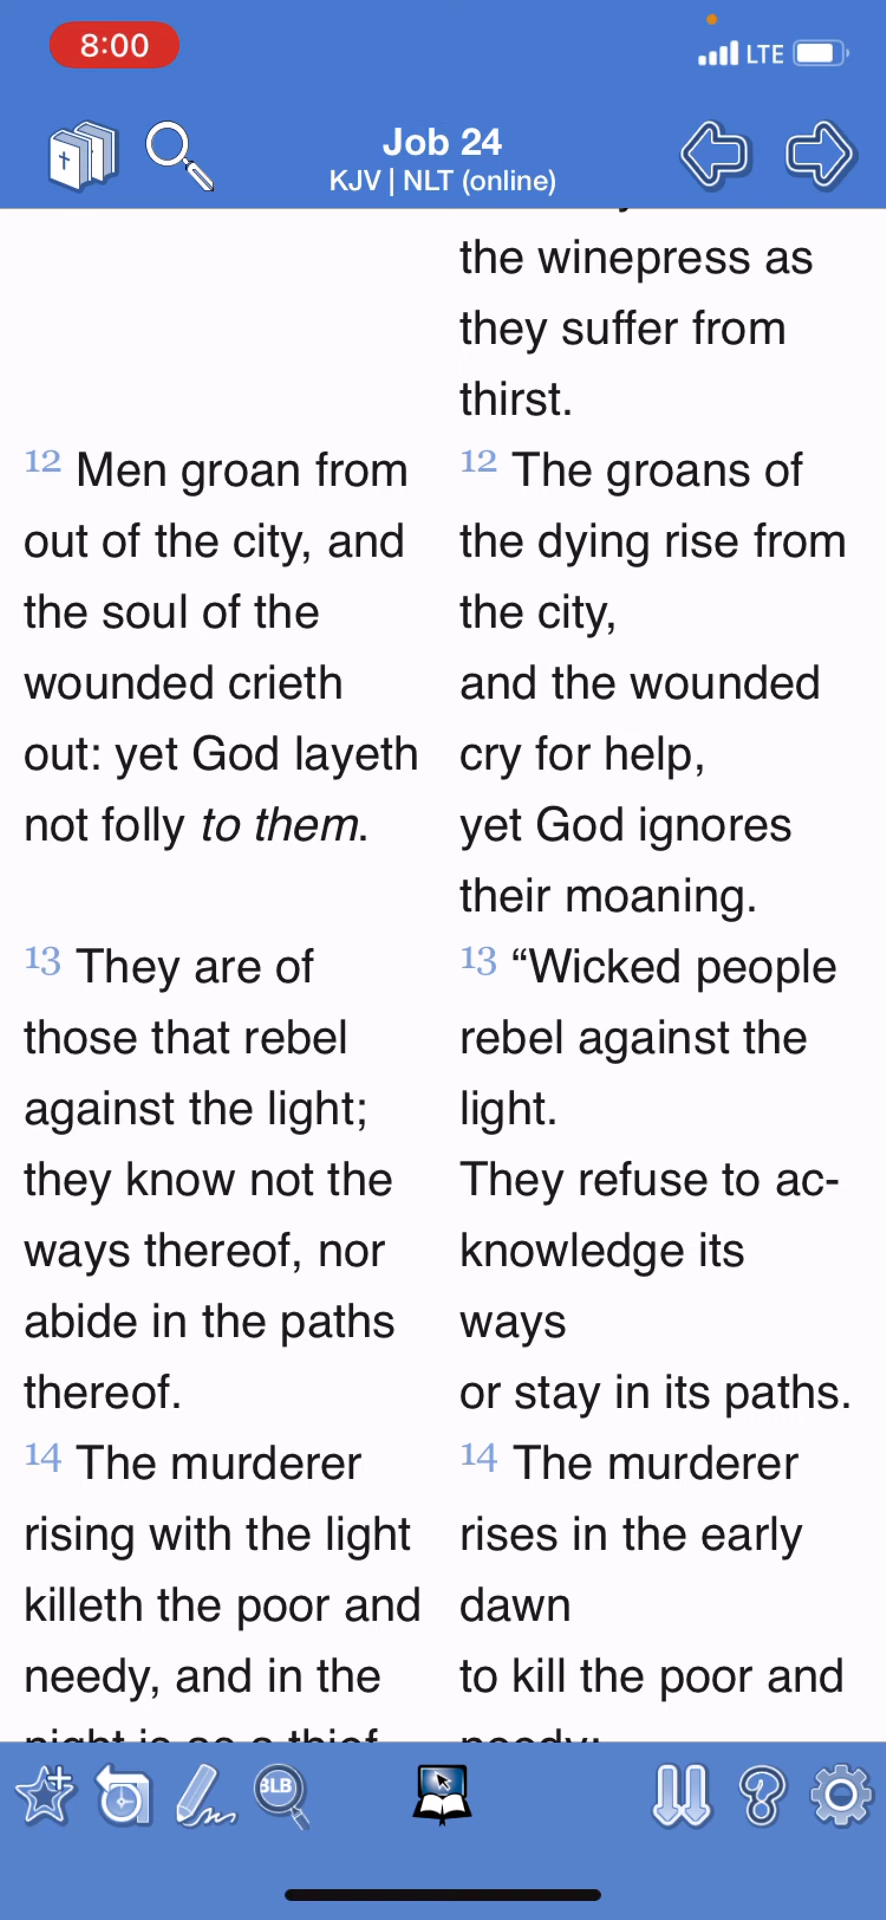 8:00
LTE
Job 24
KJV | NLT (online)
the winepress as
they suffer from
thirst.
12 Men groan from
out of the city, and
the soul of the
wounded crieth
out: yet God layeth
not folly to them.
13 They are of
those that rebel
against the light;
they know not the
ways thereof, nor
abide in the paths
thereof.
14 The murderer
rising with the light
killeth the poor and
needy, and in the
night is as a thief
12 The groans of
the dying rise from
the city,
and the wounded
cry for help,
yet God ignores
their moaning.
13 “Wicked people
rebel against the
light.
They refuse to ac-
knowledge its
ways
or stay in its paths.
14 The murderer
rises in the early
dawn
to kill the poor and
needy;
BLB